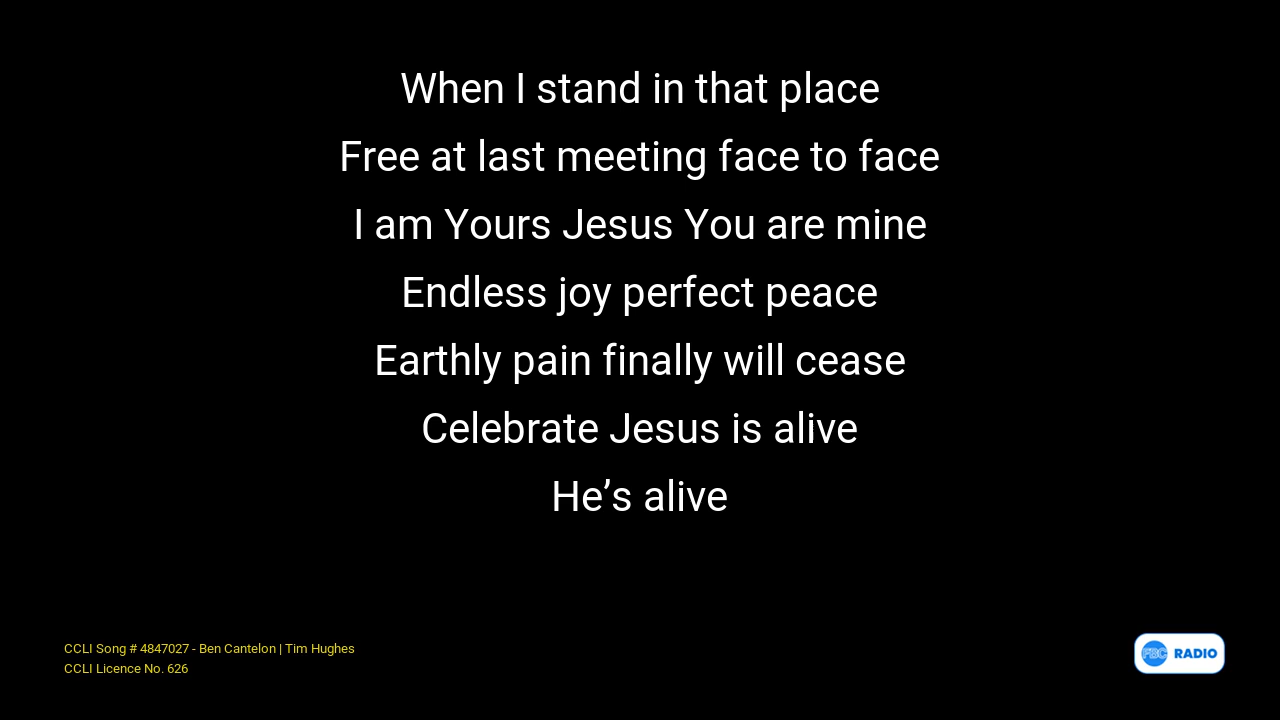 When I stand in that place
Free at last meeting face to face
I am Yours Jesus You are mine
Endless joy perfect peace
Earthly pain finally will cease
Celebrate Jesus is alive
He’s alive
CCLI Song # 4847027 - Ben Cantelon | Tim Hughes
CCLI Licence No. 626
FBC RADIO